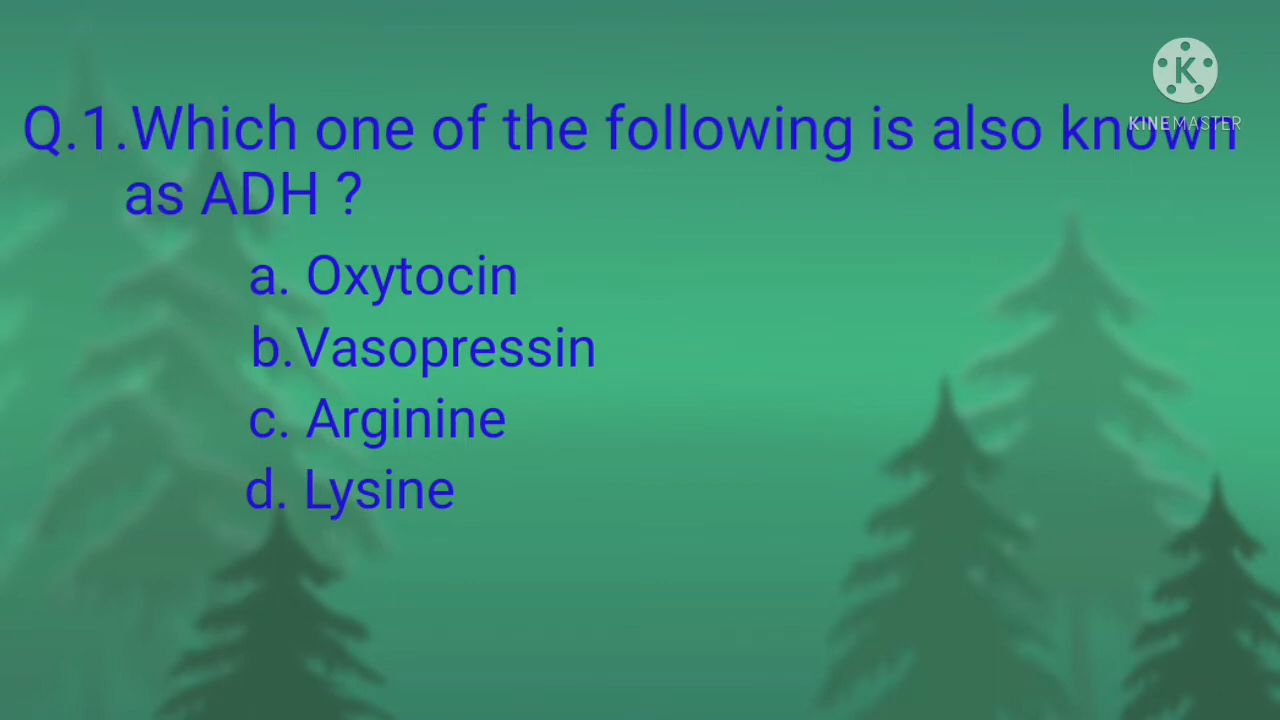 Q.1.Which one of the following is also known
as ADH ?
a. Oxytocin
b.Vasopressin
c. Arginine
d. Lysine
K
KINEMASTER